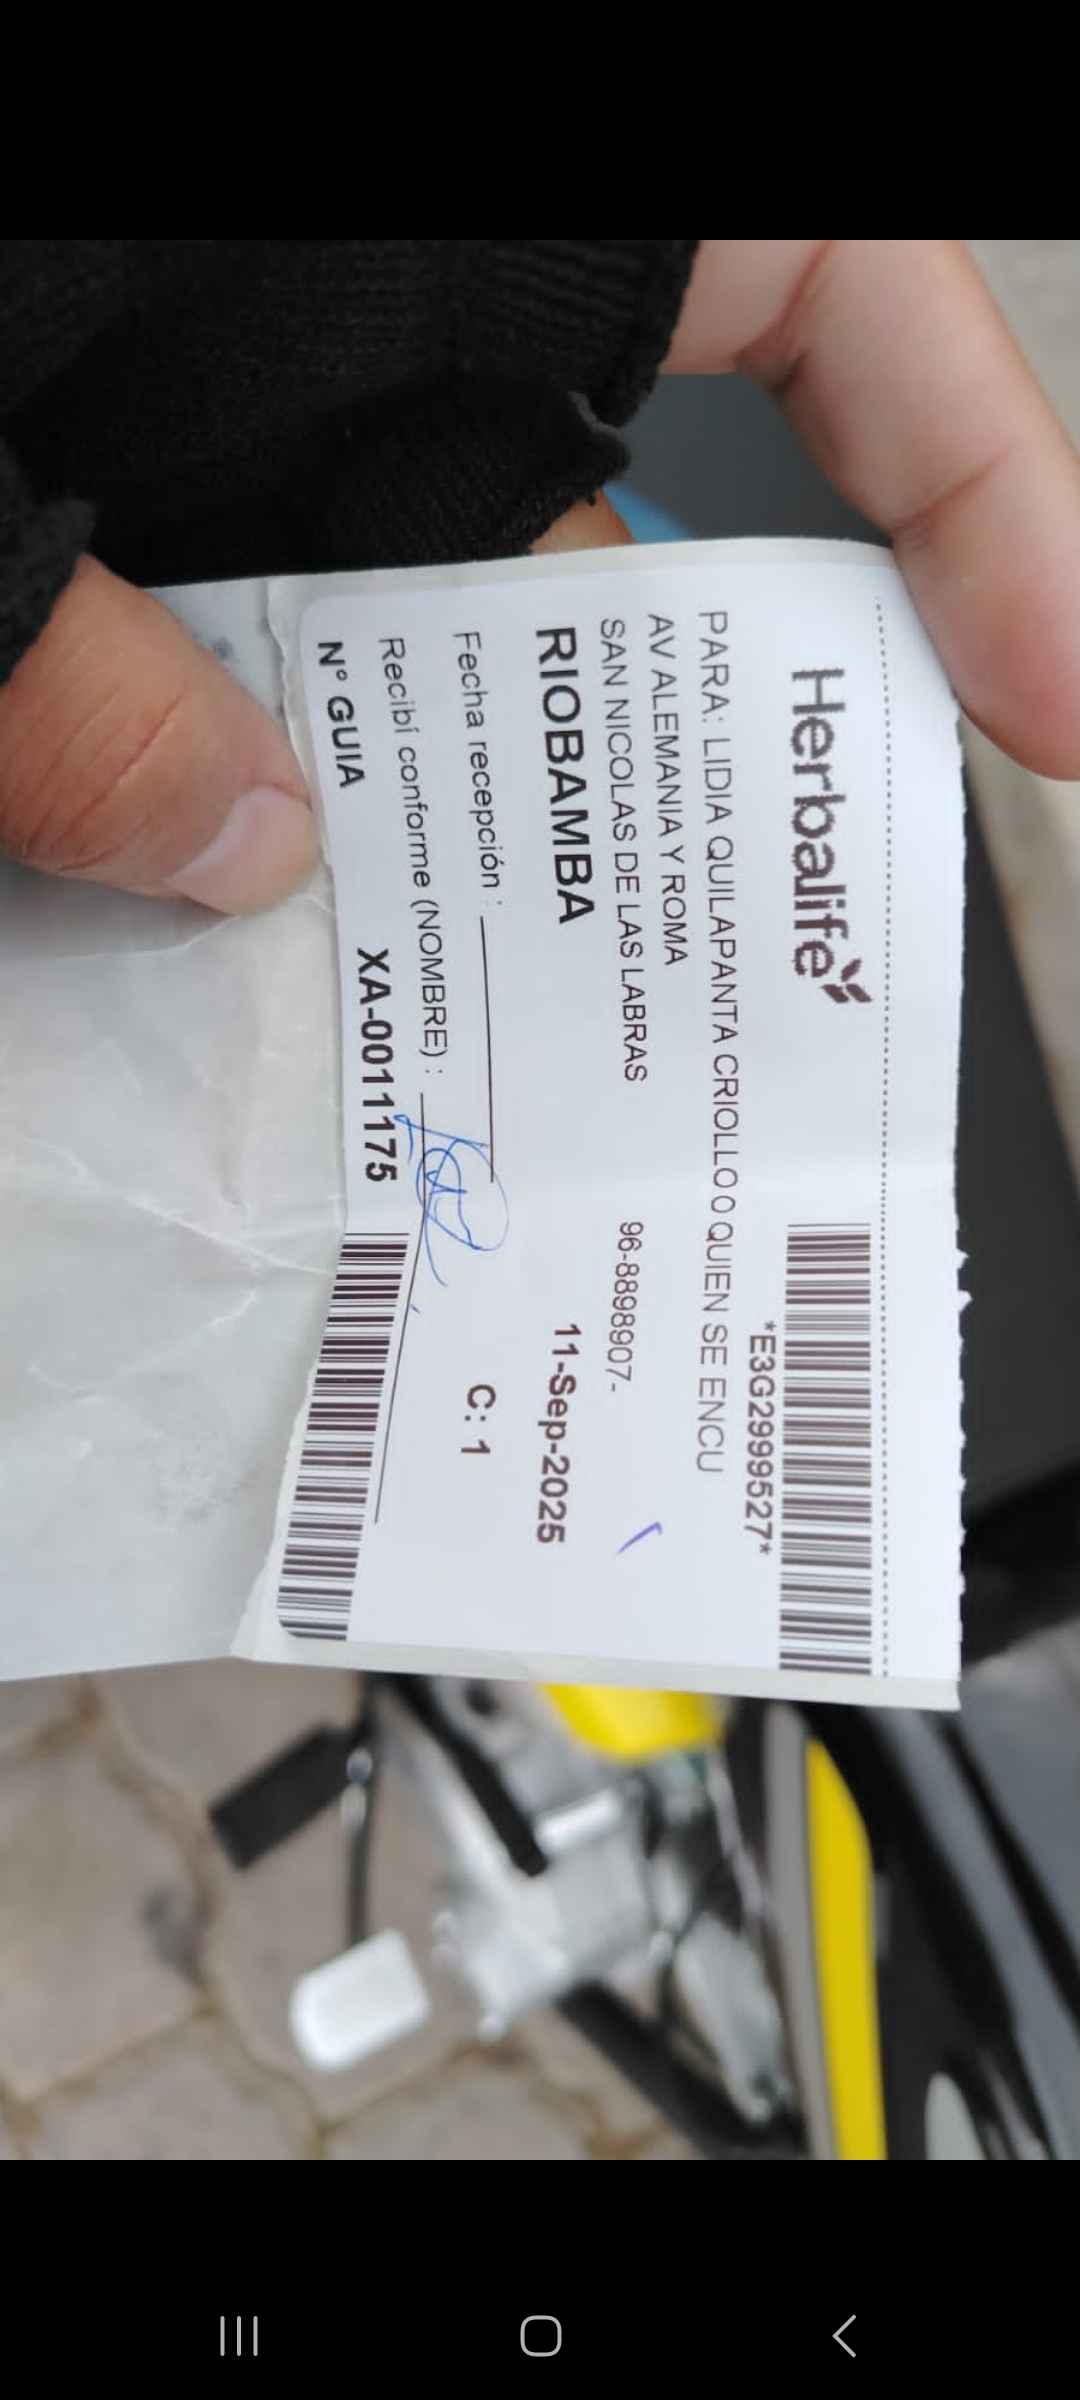 Herbalife
*E3G2999527*
PARA: LIDIA QUILAPANTA CRIOLLO O QUIEN SE ENCU
AV ALEMANIA Y ROMA
SAN NICOLAS DE LAS LABRAS 96-8898907-
RIOBAMBA 11-Sep-2025
Fecha recepción : C: 1
Recibí conforme (NOMBRE) :
N° GUIA XA-0011175